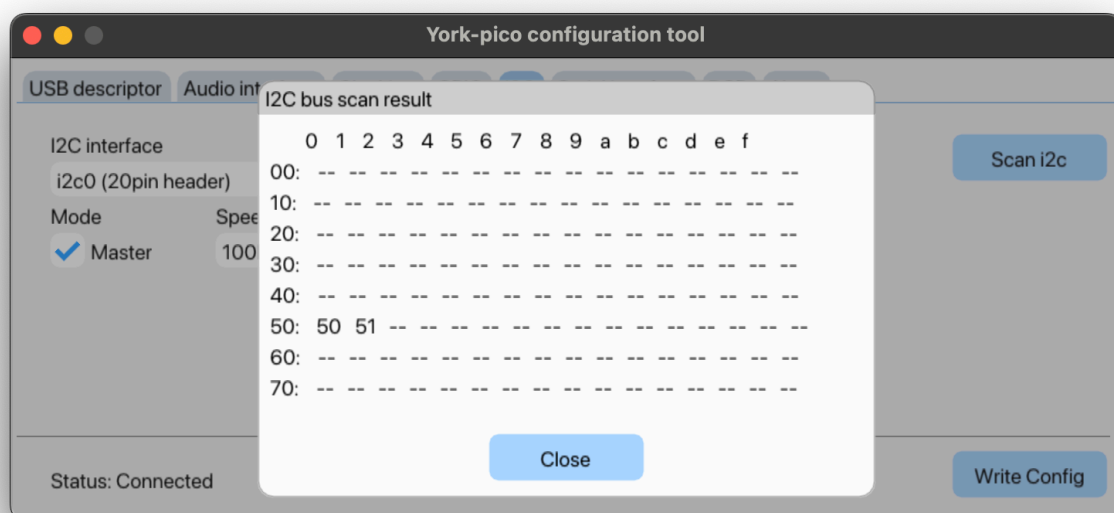 York-pico configuration tool
USB descriptor Audio int
I2C bus scan result
I2C interface
i2c0 (20pin header)
Mode Spee
Master 100
0 1 2 3 4 5 6 7 8 9 a b c d e f
00: -- -- -- -- -- -- -- -- -- -- -- -- -- -- -- --
10: -- -- -- -- -- -- -- -- -- -- -- -- -- -- -- --
20: -- -- -- -- -- -- -- -- -- -- -- -- -- -- -- --
30: -- -- -- -- -- -- -- -- -- -- -- -- -- -- -- --
40: -- -- -- -- -- -- -- -- -- -- -- -- -- -- -- --
50: 50 51 -- -- -- -- -- -- -- -- -- -- -- -- -- --
60: -- -- -- -- -- -- -- -- -- -- -- -- -- -- -- --
70: -- -- -- -- -- -- -- -- -- -- -- -- -- -- -- --
Close
Scan i2c
Status: Connected
Write Config